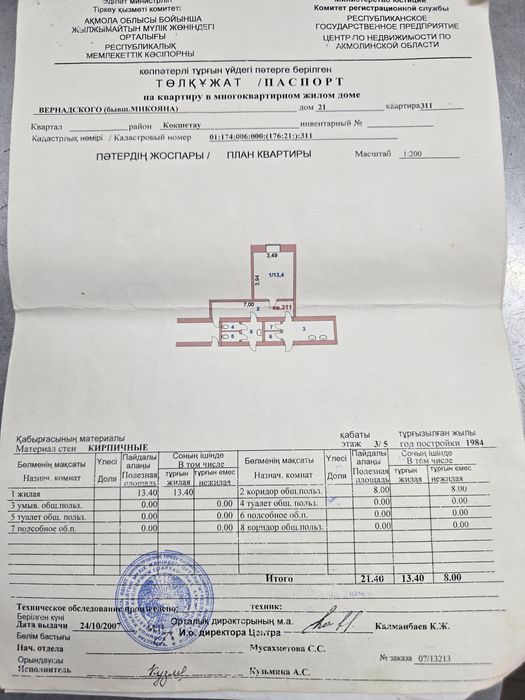 Әділет министрлігі
Тіркеу қызметі комитеті
АҚМОЛА ОБЛЫСЫ БОЙЫНША
ЖЫЛЖЫМАЙТЫН МҮЛІК ЖӨНІНДЕГІ
ОРТАЛЫҒЫ
РЕСПУБЛИКАЛЫҚ
МЕМЛЕКЕТТІК КӘСІПОРНЫ
Министерство юстиции
Комитет регистрационной службы
РЕСПУБЛИКАНСКОЕ
ГОСУДАРСТВЕННОЕ ПРЕДПРИЯТИЕ
ЦЕНТР ПО НЕДВИЖИМОСТИ ПО
АКМОЛИНСКОЙ ОБЛАСТИ
көппәтерлі тұрғын үйдегі пәтерге берілген
ТӨЛҚҰЖАТ /ПАСПОРТ
на квартиру в многоквартирном жилом доме
ВЕРНАДСКОГО (бывш.МИКОЯНА) дом 21 квартира311
Квартал район Кокшетау инвентарный №
Кадастрлық нөмірі / Каластровый номер 01:174:006:000:(176:21:):311
ПӘТЕРДІҢ ЖОСПАРЫ / ПЛАН КВАРТИРЫ Масштаб 1:200
3,49
3,94
1/13,4
7,00
2
кв.311
4
5
8
7
6
3
Қабырғасының материалы
Материал стен КИРПИЧНЫЕ
қабаты тұрғызылған жылы
этаж 3/ 5 год постройки 1984
Бөлменің мақсаты Үлесі Пайдалы алаңы Соның ішінде Бөлменің мақсаты Үлесі Пайдалы алаңы Соның ішінде
В том числе В том числе
Назнач. комнат Доля Полезная площадь тұрғын жилая тұрғын емес нежилая Назнач. комнат Доля Полезная площадь тұрғын жилая тұрғын емес нежилая
1 жилая 13.40 13.40 2 коридор общ.польз. 8.00 8.00
3 умыв. общ.польз. 0.00 0.00 4 туалет общ. польз. 0.00 0.00
5 туалет общ. польз. 0.00 0.00 6 подсобное об.п. 0.00 0.00
7 подсобное об.п. 0.00 0.00 8 коридор общ.польз. 0.00 0.00
Итого 21.40 13.40 8.00
Техническое обследование произведено: техник:
Берілген күні
Дата выдачи 24/10/2007
Орталық директорының м.а.
И.о. директора Центра Калманбаев К.Ж.
Бөлім бастығы
Нач. отдела Мусахметова С.С.
Орындаушы
Исполнитель Кузьмина А.С.
№ заказа 07/13213